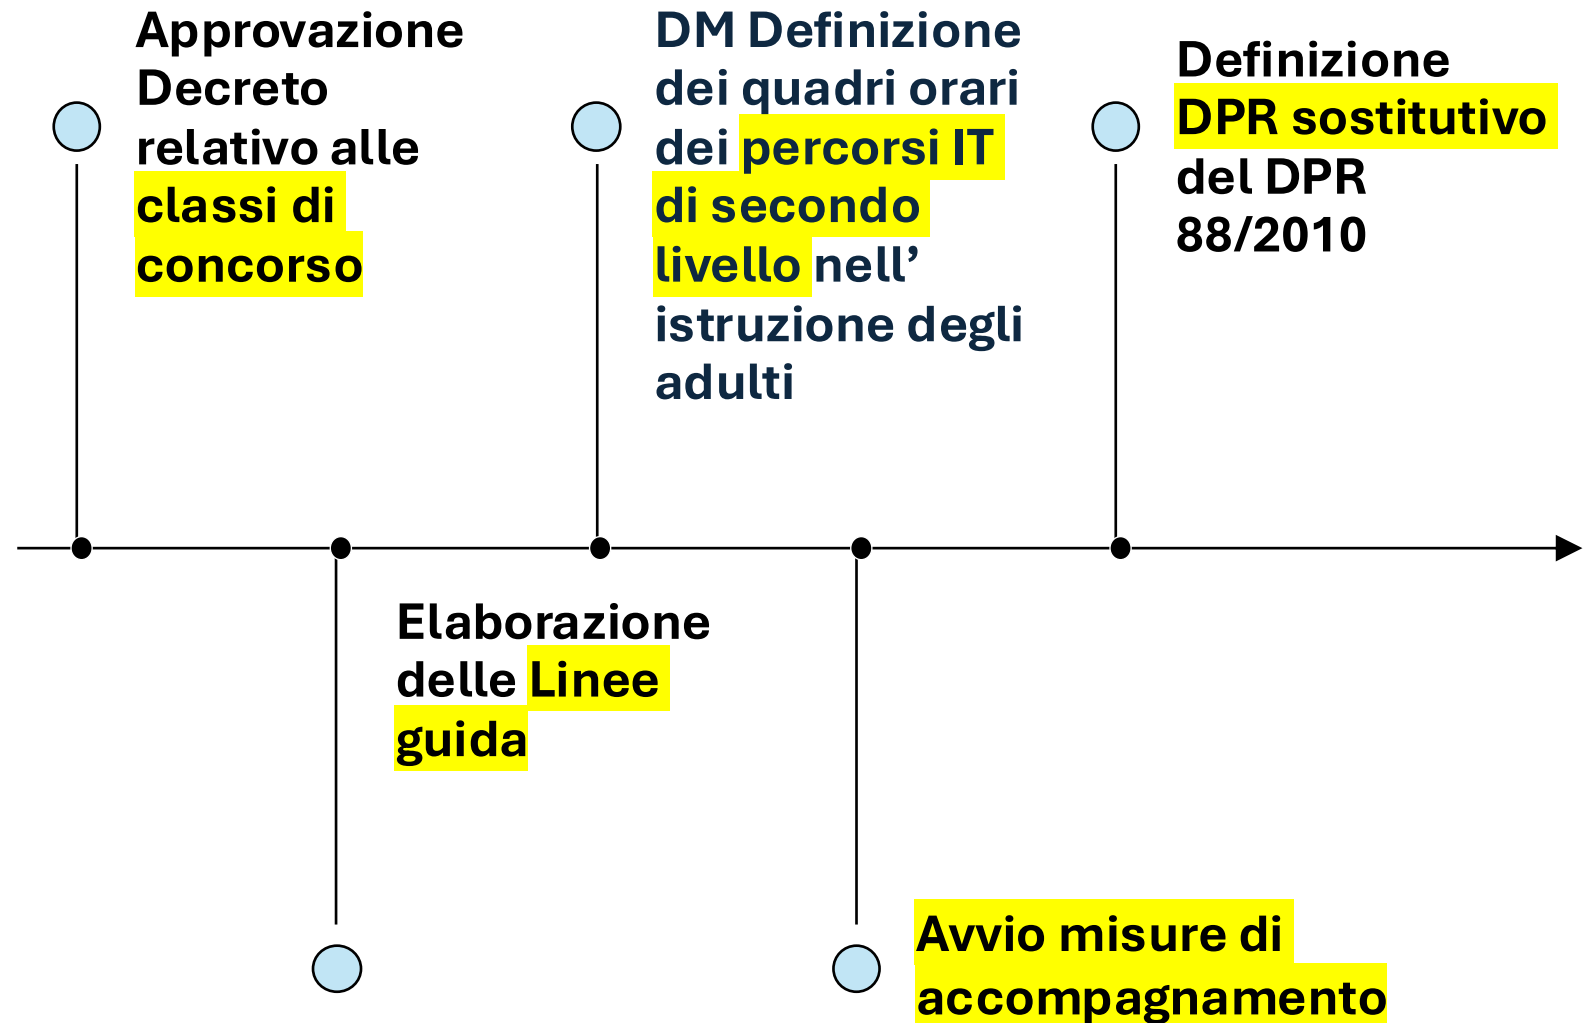 Approvazione
Decreto
relativo alle
classi di
concorso
DM Definizione
dei quadri orari
dei percorsi IT
di secondo
livello nell’
istruzione degli
adulti
Definizione
DPR sostitutivo
del DPR
88/2010
Elaborazione
delle Linee
guida
Avvio misure di
accompagnamento